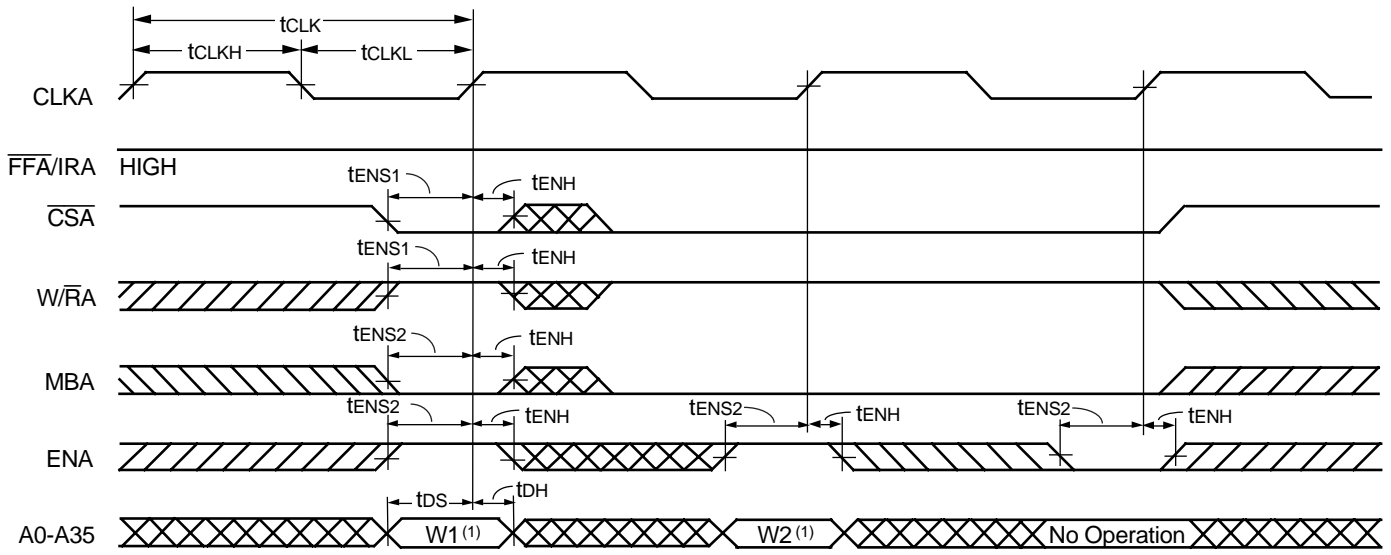 tCLK
tCLKH tCLKL
CLKA
FFA/IRA HIGH
tENS1 tENH
CSA
tENS1 tENH
W/RA
tENS2 tENH
MBA
tENS2 tENH tENS2 tENH tENS2 tENH
ENA
tDS tDH
A0-A35 W1(1) W2(1) No Operation